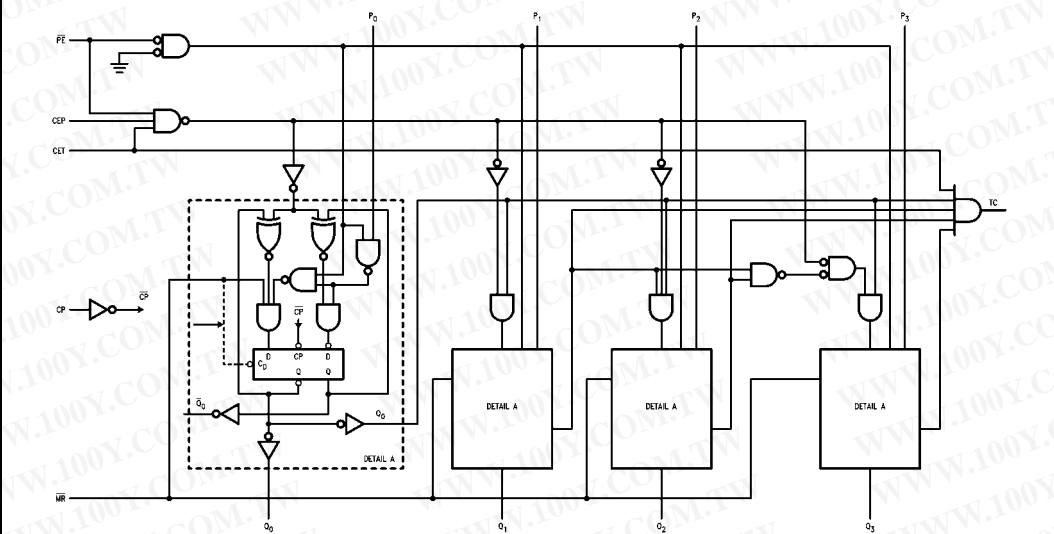 P0
P1
P2
P3
PE
CEP
CET
TC
CP
CP
CP
D
CP
D
CD
Q
Q
Q0
Q0
DETAIL A
DETAIL A
DETAIL A
DETAIL A
MR
Q0
Q1
Q2
Q3
WWW.100Y.COM.TW